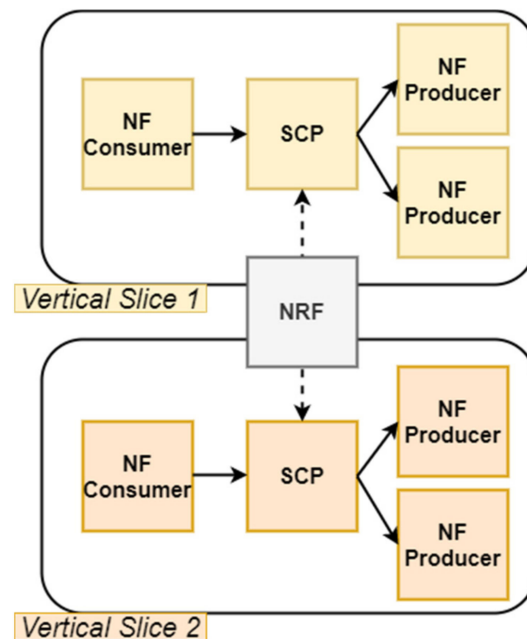 NF
Producer
NF
Consumer
SCP
NF
Producer
Vertical Slice 1
NRF
NF
Producer
NF
Consumer
SCP
NF
Producer
Vertical Slice 2